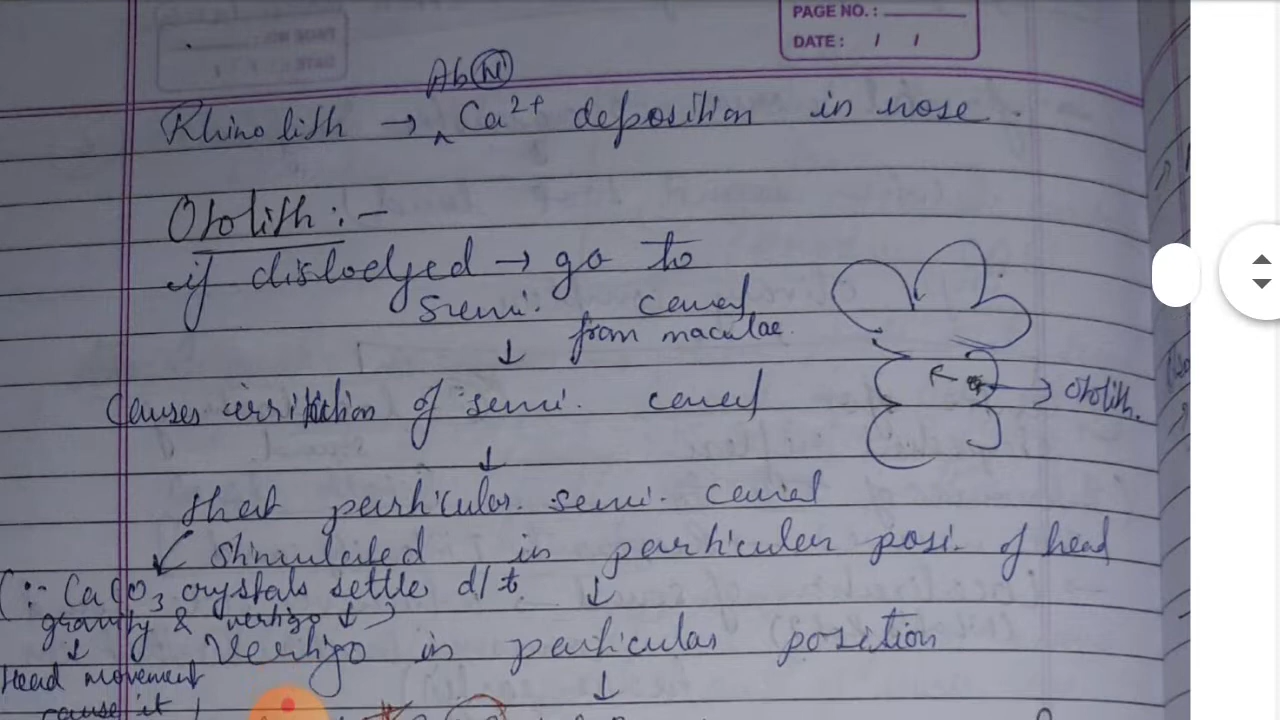 PAGE NO. :
DATE : / /
Ab(N)
Rhinolith → Ca²⁺ deposition in nose.
Otolith :-
if dislodged → go to
semi. canal
from maculae.
↓
Causes irritation of semi. canal
→ Otolith.
↓
that particular semi. canal
stimulated in particular posi. of head
(∵ CaCO₃ crystals settle d/t
gravity & vertigo ↓)
↓
Vertigo in particular position
↓
Head movement
cause it
↓